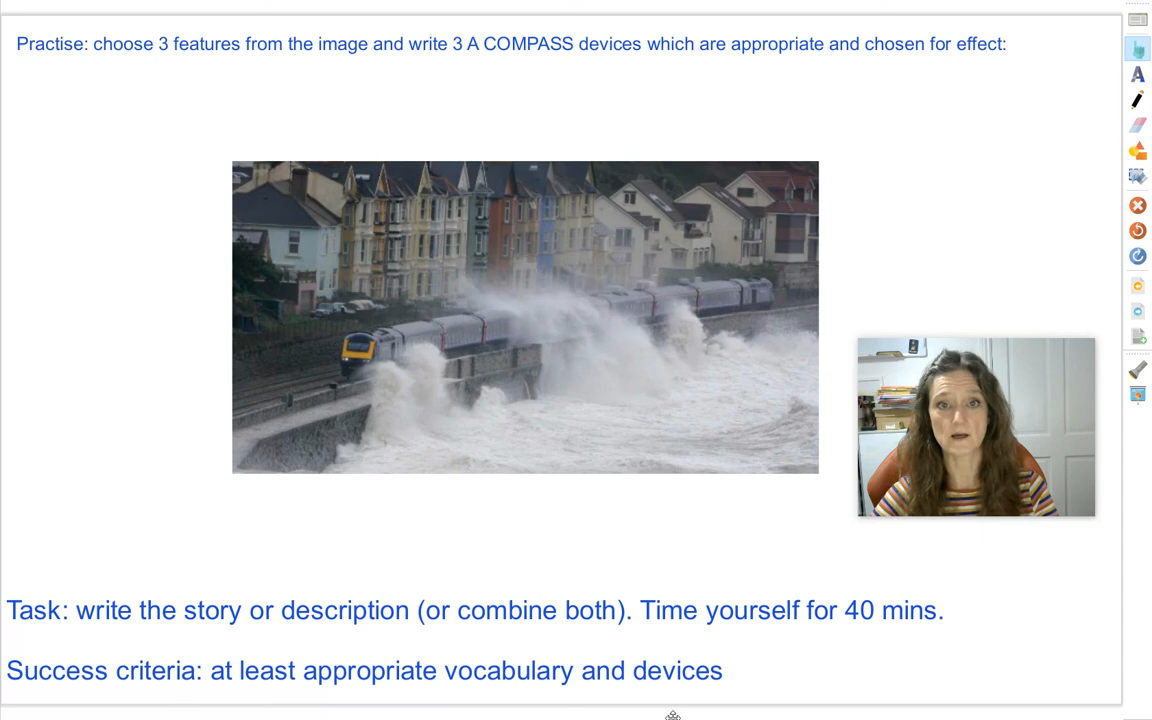 Practise: choose 3 features from the image and write 3 A COMPASS devices which are appropriate and chosen for effect:
Task: write the story or description (or combine both). Time yourself for 40 mins.
Success criteria: at least appropriate vocabulary and devices